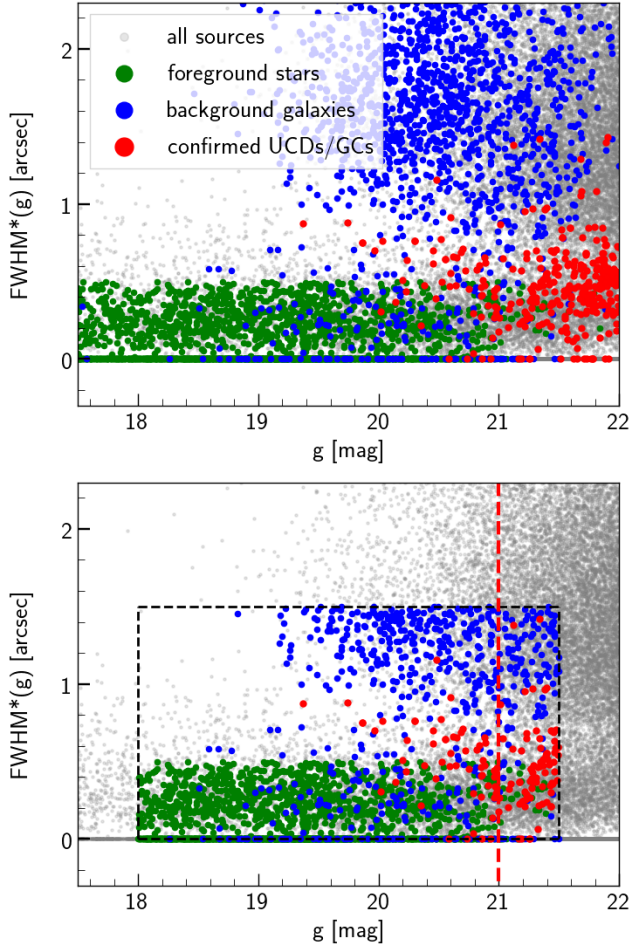 2
1
0
FWHM*(g) [arcsec]
all sources
foreground stars
background galaxies
confirmed UCDs/GCs
18 19 20 21 22
g [mag]
2
1
0
FWHM*(g) [arcsec]
18 19 20 21 22
g [mag]